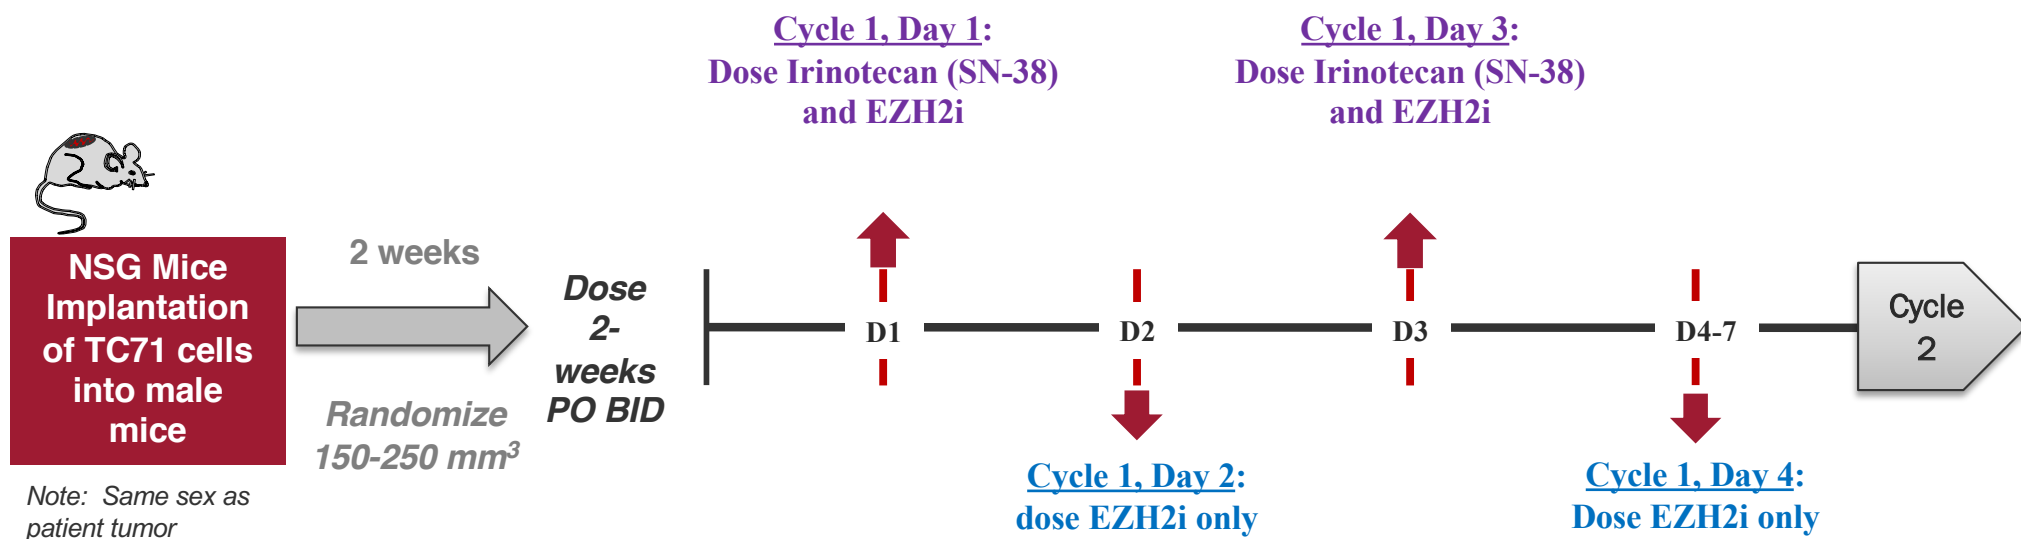 Cycle 1, Day 1:
Dose Irinotecan (SN-38)
and EZH2i
Cycle 1, Day 3:
Dose Irinotecan (SN-38)
and EZH2i
NSG Mice
Implantation
of TC71 cells
into male
mice
Note: Same sex as
patient tumor
2 weeks
Randomize
150-250 mm³
Dose
2-
weeks
PO BID
D1
D2
D3
D4-7
Cycle
2
Cycle 1, Day 2:
dose EZH2i only
Cycle 1, Day 4:
Dose EZH2i only